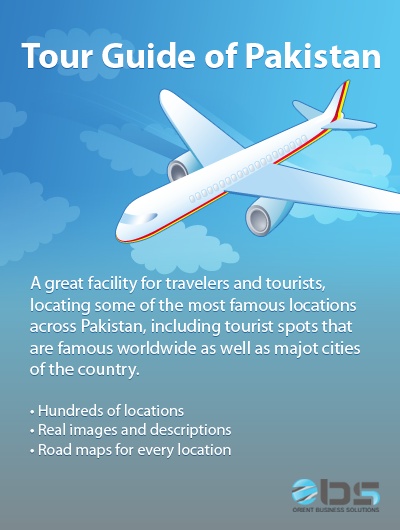 Tour Guide of Pakistan
A great facility for travelers and tourists,
locating some of the most famous locations
across Pakistan, including tourist spots that
are famous worldwide as well as majot cities
of the country.
• Hundreds of locations
• Real images and descriptions
• Road maps for every location
obs
ORIENT BUSINESS SOLUTIONS